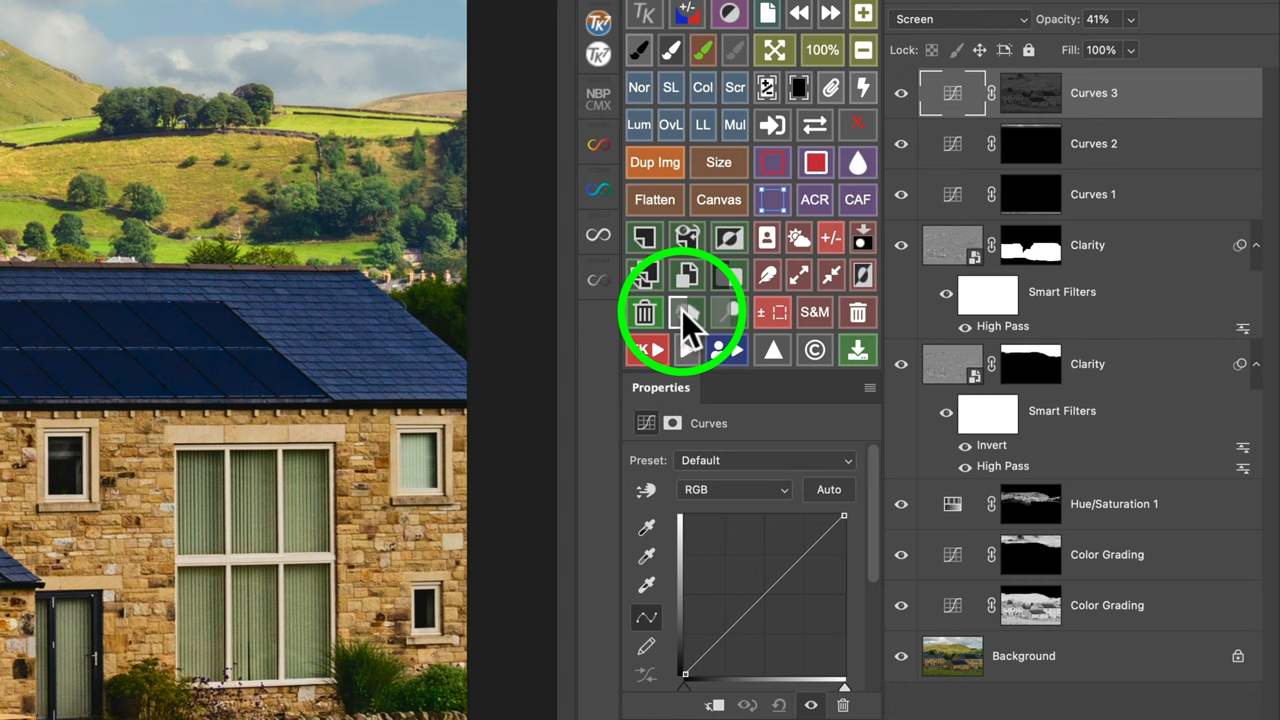 TK
+/-
Screen
Opacity: 41%
TK
NBP
CMX
100%
Lock:
Fill: 100%
Nor
SL
Col
Scr
Curves 3
Lum
OvL
LL
Mul
Curves 2
Dup Img
Size
Flatten
Canvas
ACR
CAF
Curves 1
+/-
Clarity
Smart Filters
High Pass
±
S&M
TK
©
Clarity
Properties
Smart Filters
Curves
Invert
Preset: Default
High Pass
RGB
Auto
Hue/Saturation 1
Color Grading
Color Grading
Background